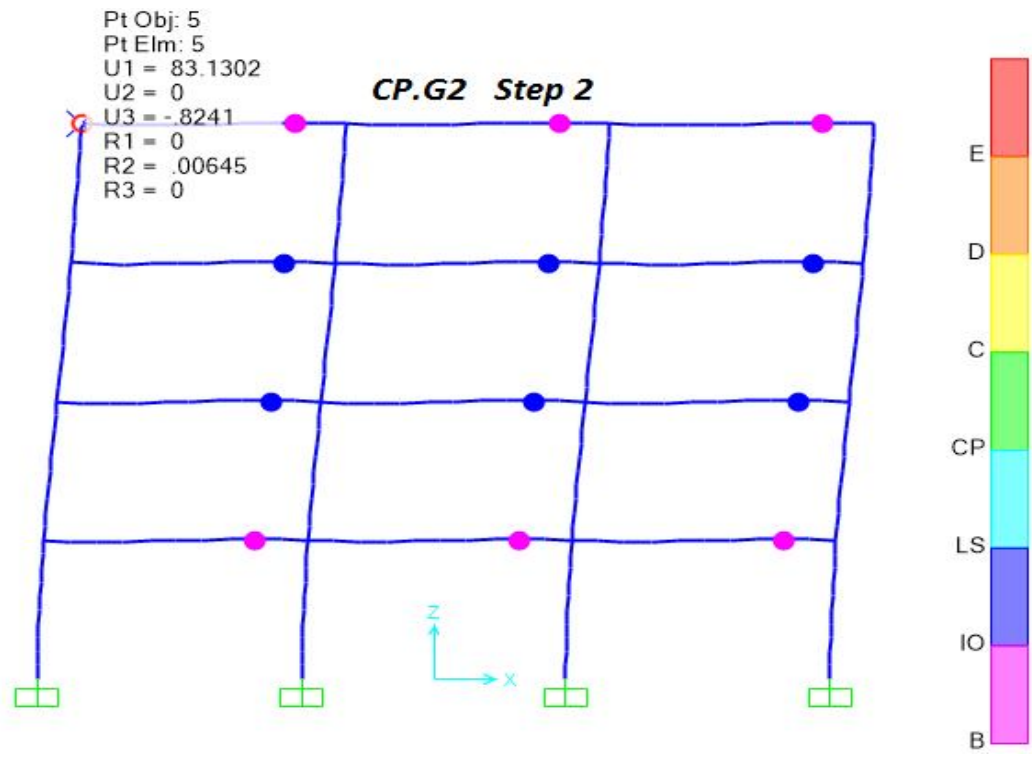 Pt Obj: 5
Pt Elm: 5
U1 = 83.1302
U2 = 0
U3 = -.8241
R1 = 0
R2 = .00645
R3 = 0
CP.G2 Step 2
E
D
C
CP
LS
IO
B
Z
X